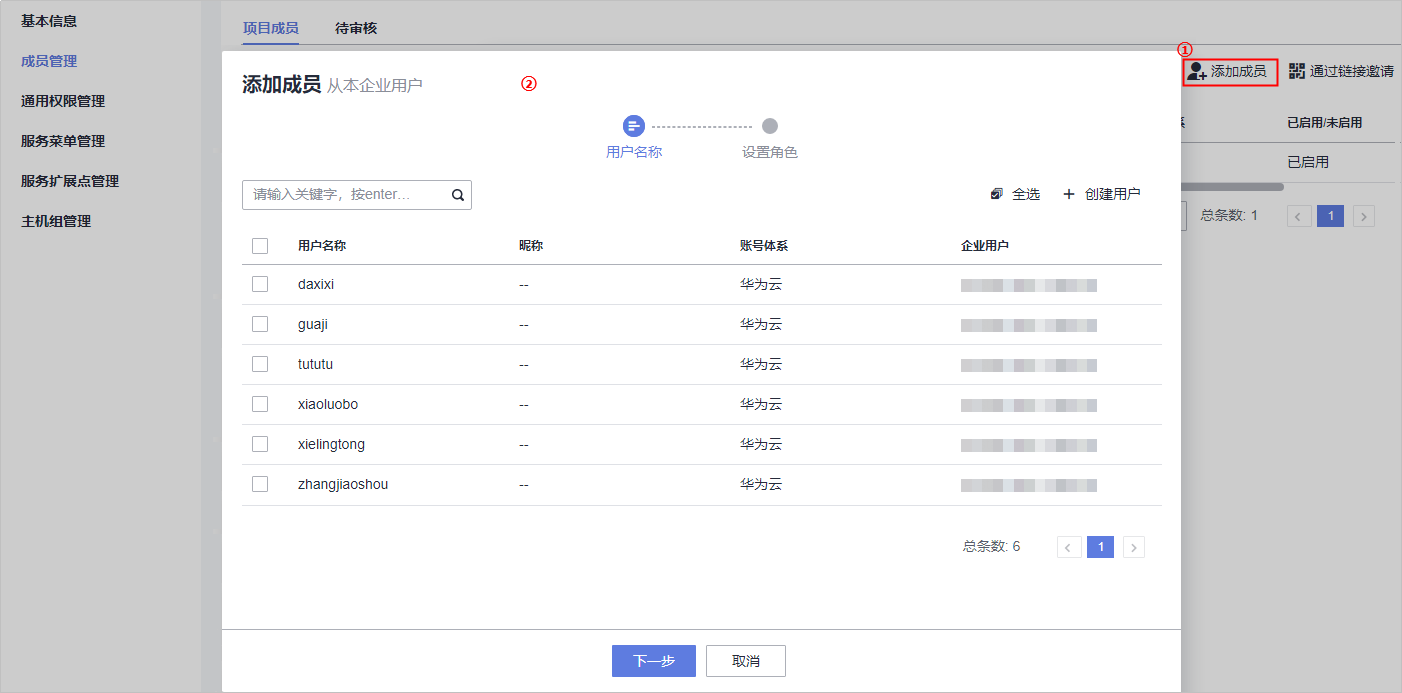 基本信息
成员管理
通用权限管理
服务菜单管理
服务扩展点管理
主机组管理
项目成员 待审核
①
添加成员 通过链接邀请
已启用/未启用
已启用
总条数: 1 < 1 >
添加成员 从本企业用户 ②
用户名称 设置角色
请输入关键字，按enter... 全选 + 创建用户
用户名称 昵称 账号体系 企业用户
daxixi -- 华为云
guaji -- 华为云
tututu -- 华为云
xiaoluobo -- 华为云
xielingtong -- 华为云
zhangjiaoshou -- 华为云
总条数: 6 < 1 >
下一步 取消